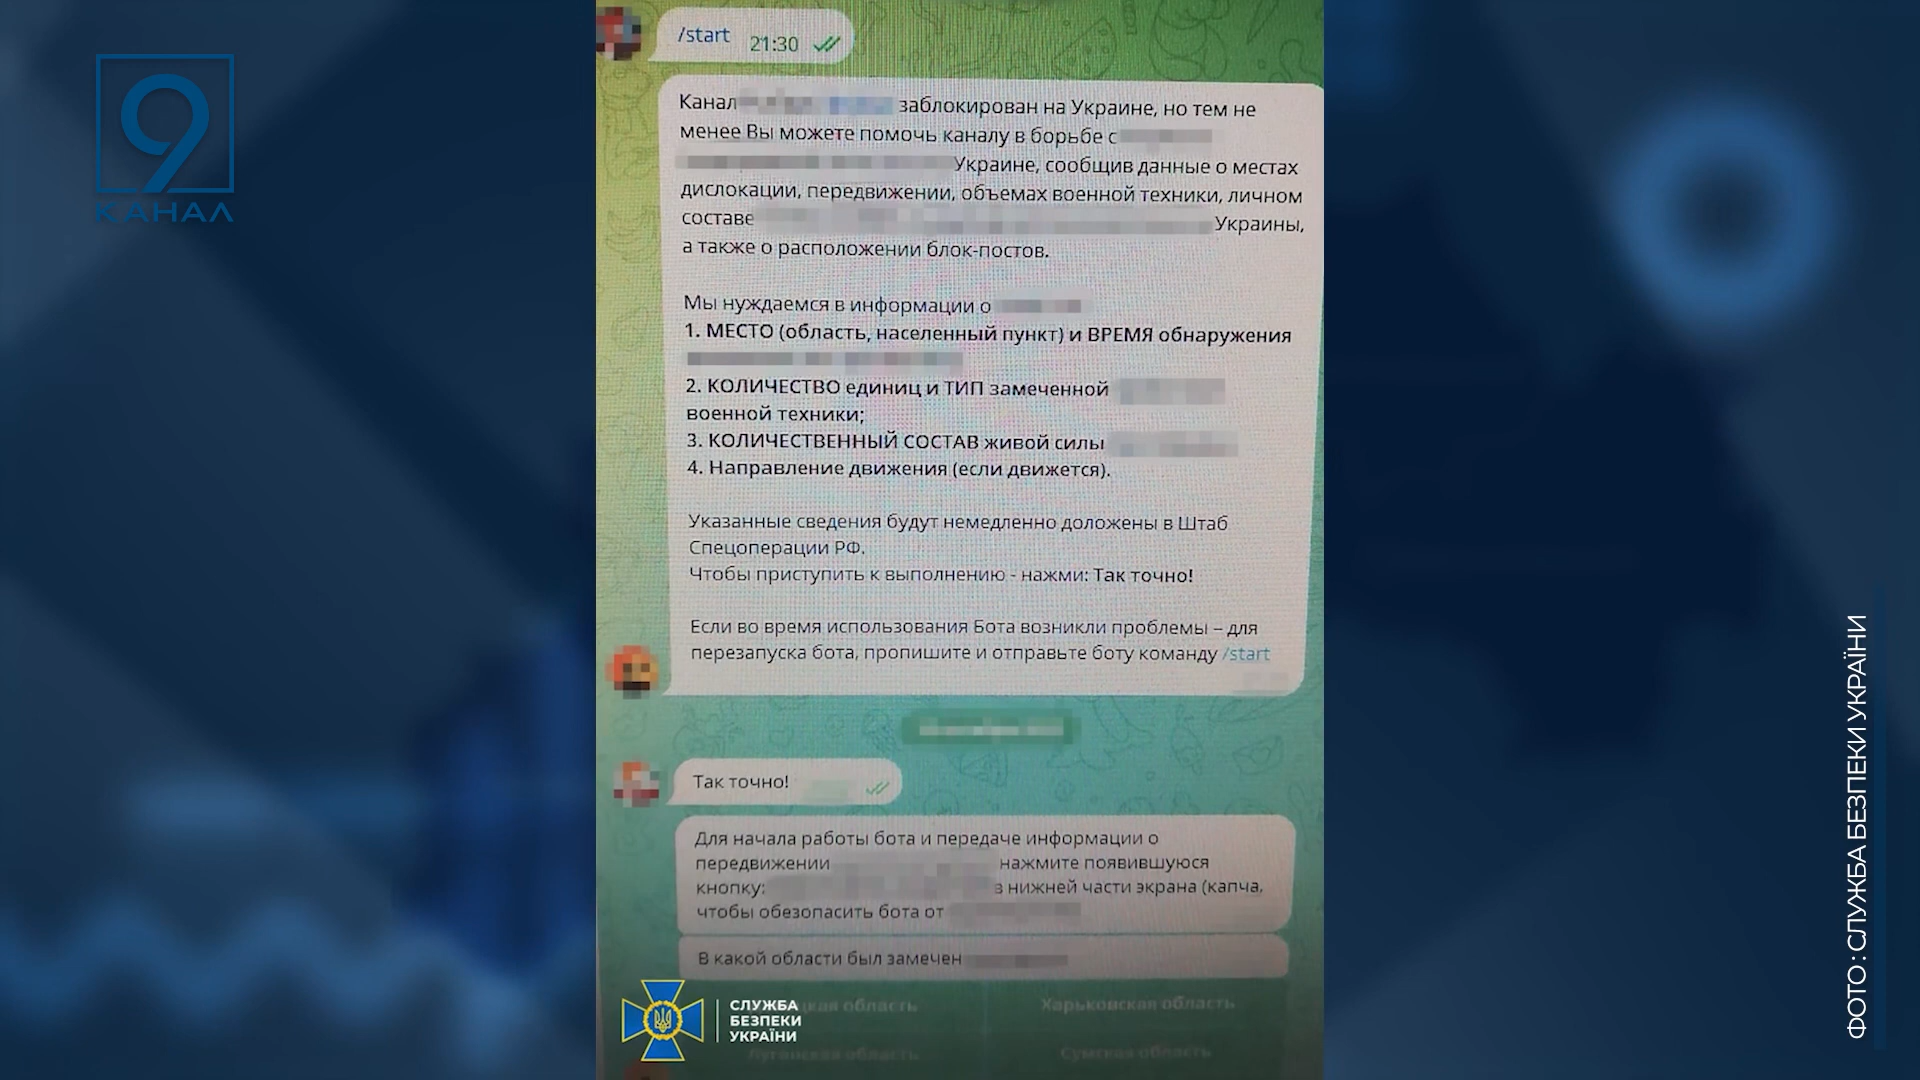 9
КАНАЛ
/start 21:30
Канал заблокирован на Украине, но тем не
менее Вы можете помочь каналу в борьбе с
Украине, сообщив данные о местах
дислокации, передвижении, объемах военной техники, личном
составе Украины,
а также о расположении блок-постов.
Мы нуждаемся в информации о
1. МЕСТО (область, населенный пункт) и ВРЕМЯ обнаружения
2. КОЛИЧЕСТВО единиц и ТИП замеченной
военной техники;
3. КОЛИЧЕСТВЕННЫЙ СОСТАВ живой силы
4. Направление движения (если движется).
Указанные сведения будут немедленно доложены в Штаб
Спецоперации РФ.
Чтобы приступить к выполнению - нажми: Так точно!
Если во время использования Бота возникли проблемы – для
перезапуска бота, пропишите и отправьте боту команду /start
Так точно!
Для начала работы бота и передаче информации о
передвижении нажмите появившуюся
кнопку: в нижней части экрана (капча,
чтобы обезопасить бота от
В какой области был замечен
область Харьковская область
Луганская область Сумская область
СЛУЖБА
БЕЗПЕКИ
УКРАЇНИ
ФОТО: СЛУЖБА БЕЗПЕКИ УКРАЇНИ